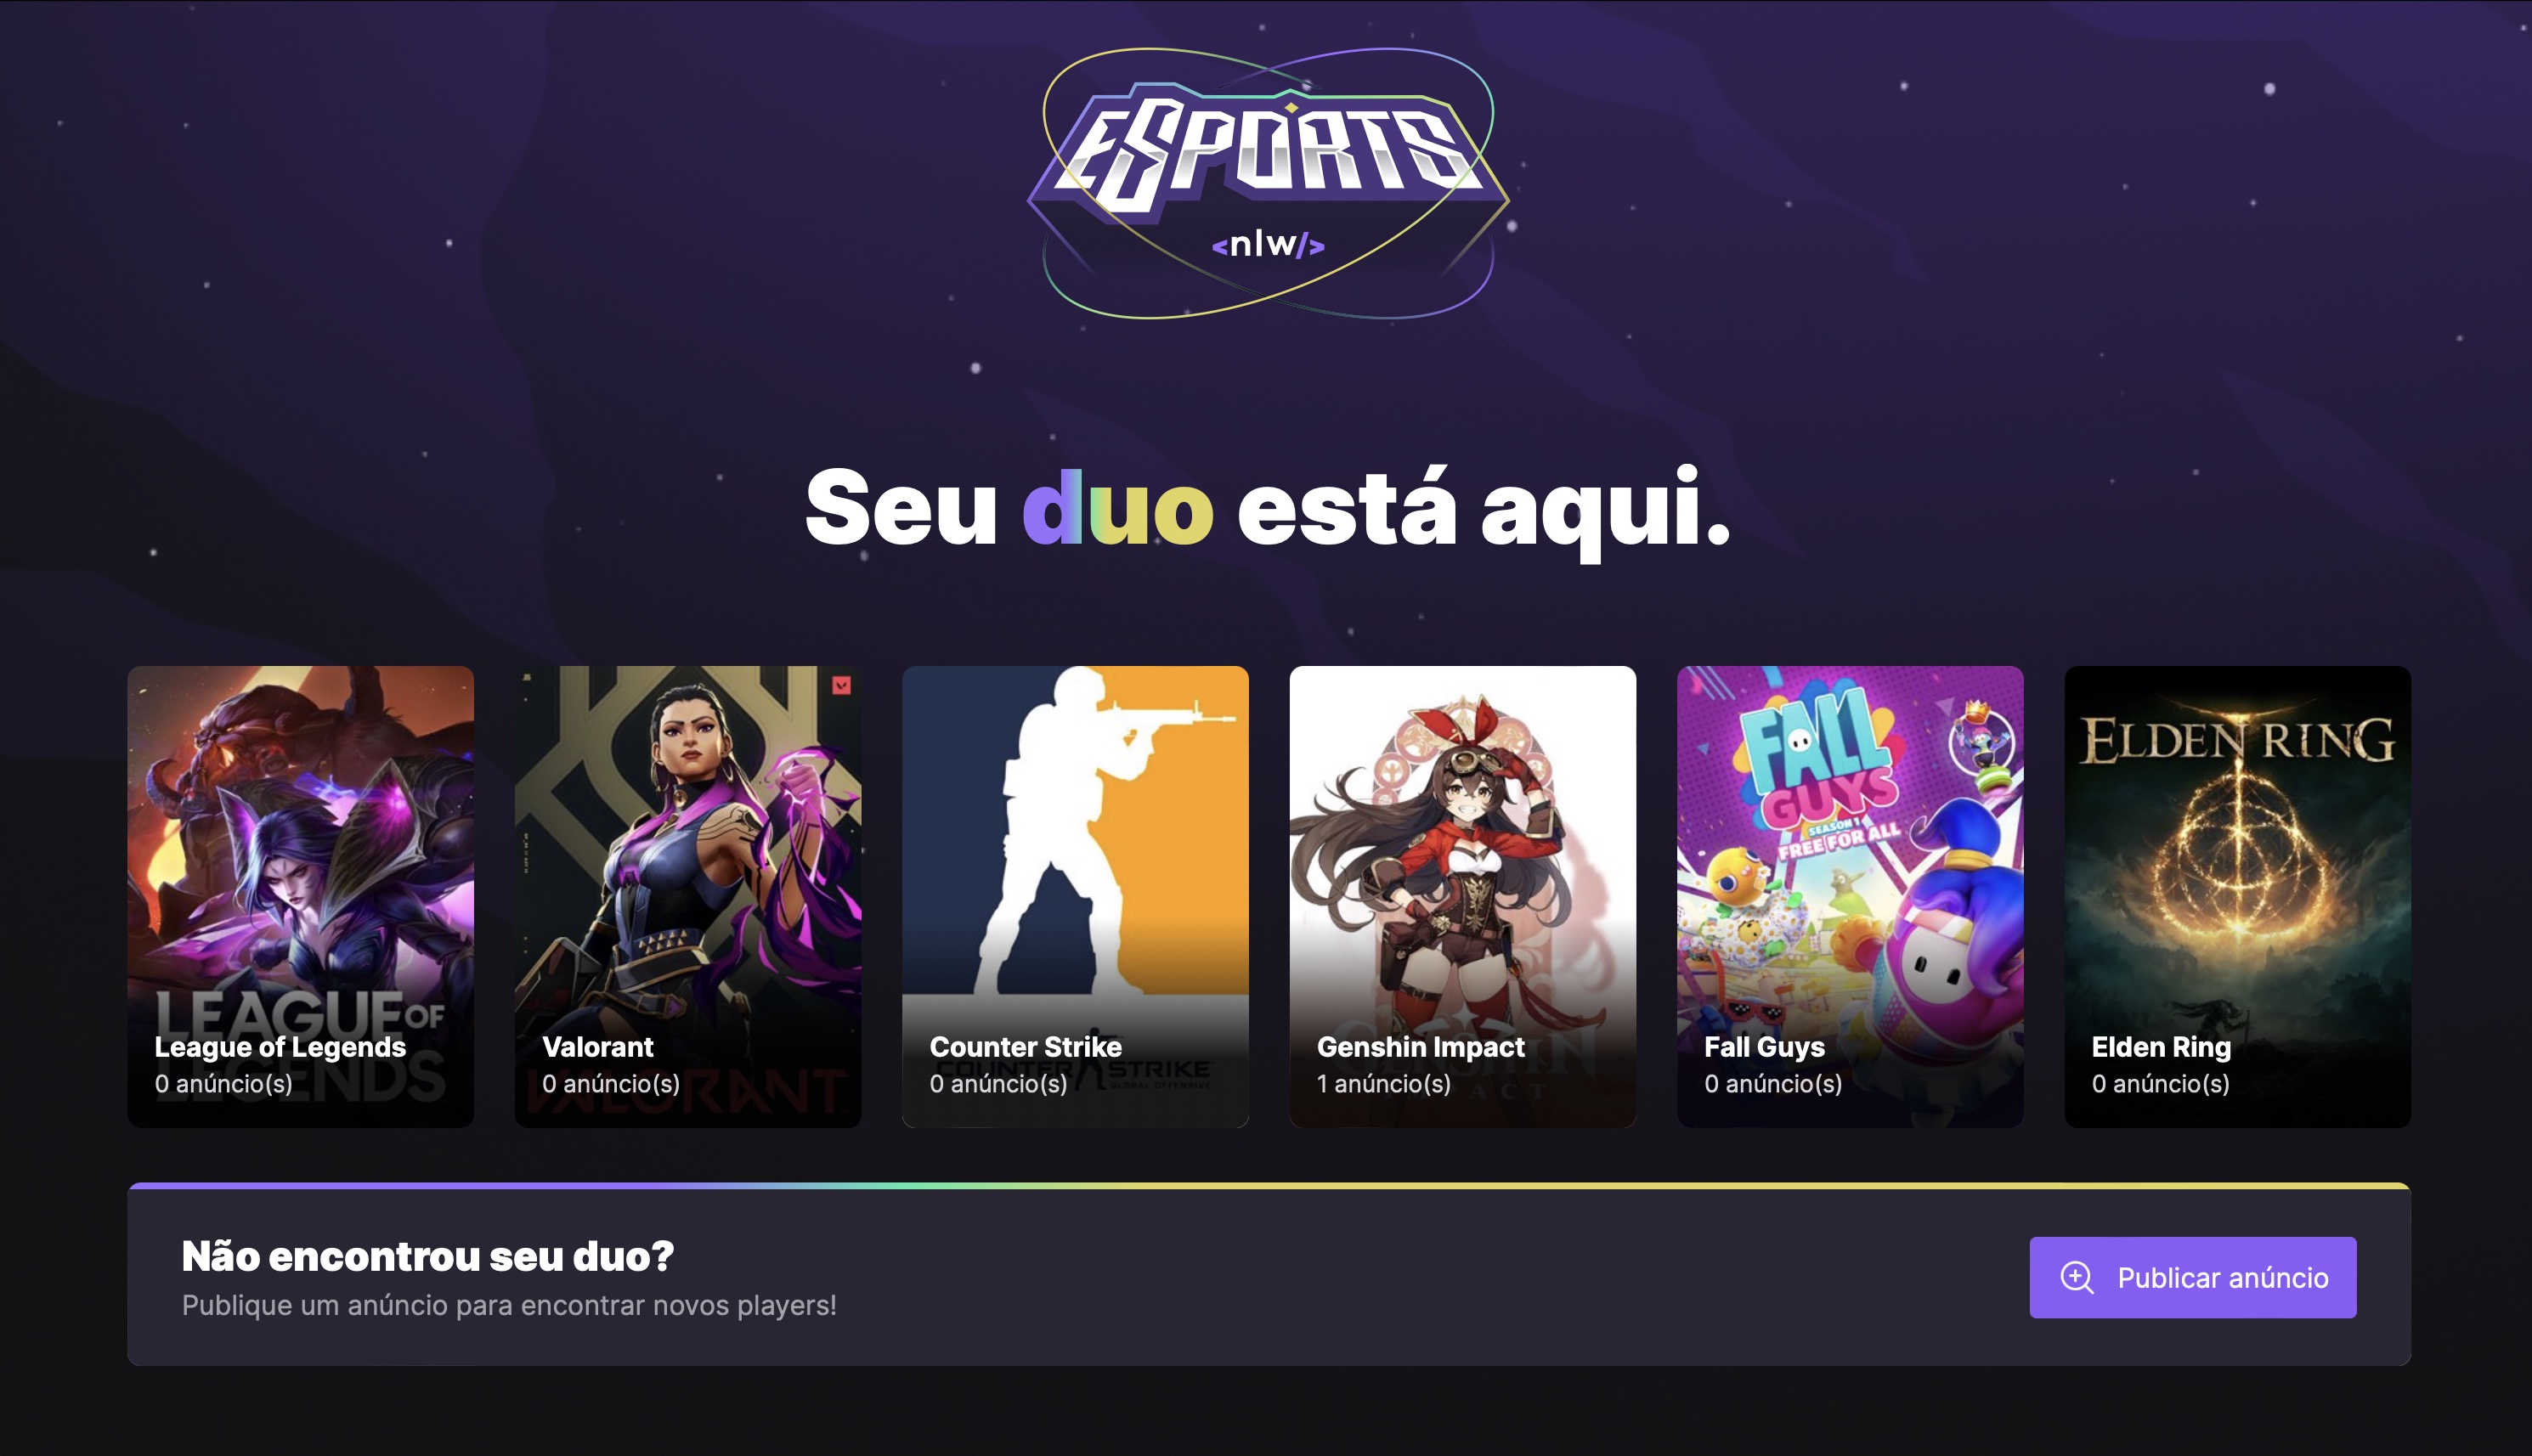 ESPORTS
<nlw/>
Seu duo está aqui.
LEAGUE OF
LEGENDS
League of Legends
0 anúncio(s)
VALORANT
Valorant
0 anúncio(s)
COUNTER STRIKE
GLOBAL OFFENSIVE
Counter Strike
0 anúncio(s)
Genshin Impact
1 anúncio(s)
FALL
GUYS
SEASON 1
FREE FOR ALL
Fall Guys
0 anúncio(s)
ELDEN RING
Elden Ring
0 anúncio(s)
Não encontrou seu duo?
Publique um anúncio para encontrar novos players!
Publicar anúncio